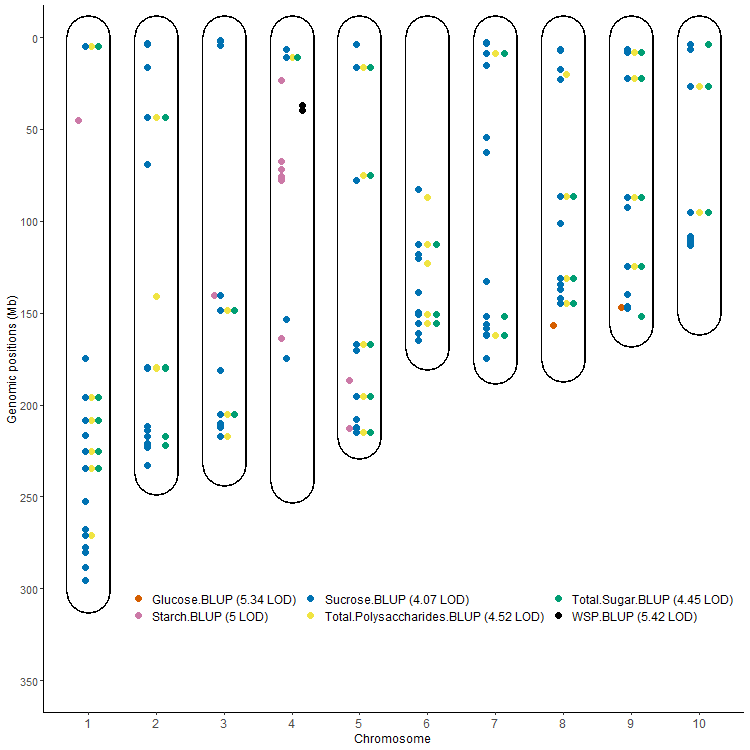 0
50
100
150
200
250
300
350
Genomic positions (Mb)
Glucose.BLUP (5.34 LOD) Sucrose.BLUP (4.07 LOD) Total.Sugar.BLUP (4.45 LOD)
Starch.BLUP (5 LOD) Total.Polysaccharides.BLUP (4.52 LOD) WSP.BLUP (5.42 LOD)
1 2 3 4 5 6 7 8 9 10
Chromosome